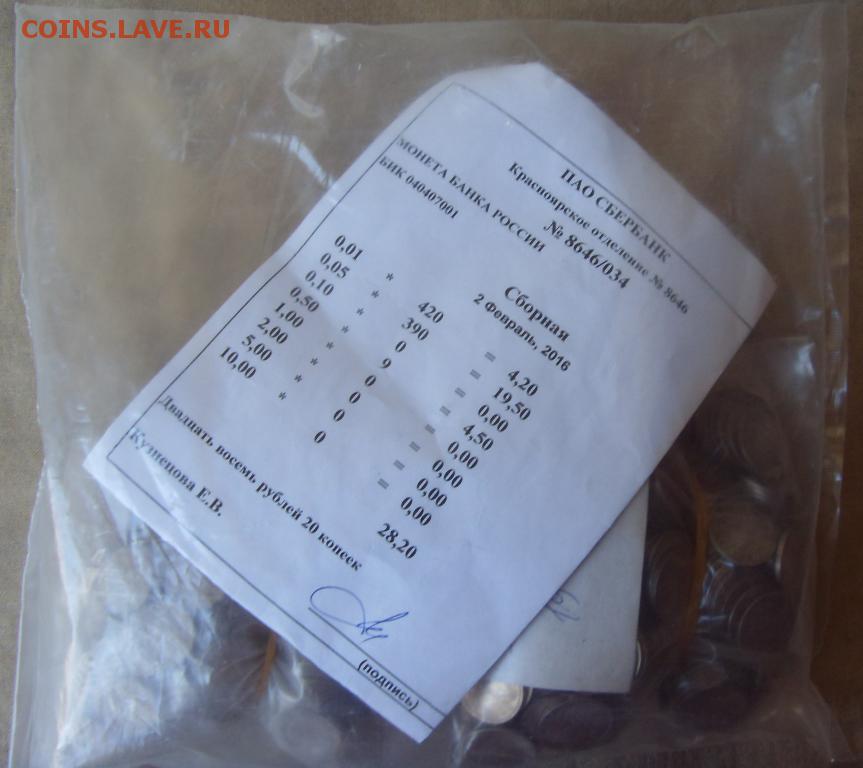 COINS.LAVE.RU
ПАО СБЕРБАНК
Красноярское отделение № 8646
№ 8646/034
МОНЕТА БАНКА РОССИИ
БИК 040407001
Сборная
2 Февраль, 2016
0,01 * 420 = 4,20
0,05 * 390 = 19,50
0,10 * 0 = 0,00
0,50 * 9 = 4,50
1,00 * 0 = 0,00
2,00 * 0 = 0,00
5,00 * 0 = 0,00
10,00 * 0 = 0,00
28,20
Двадцать восемь рублей 20 копеек
Кузнецова Е.В.
(подпись)